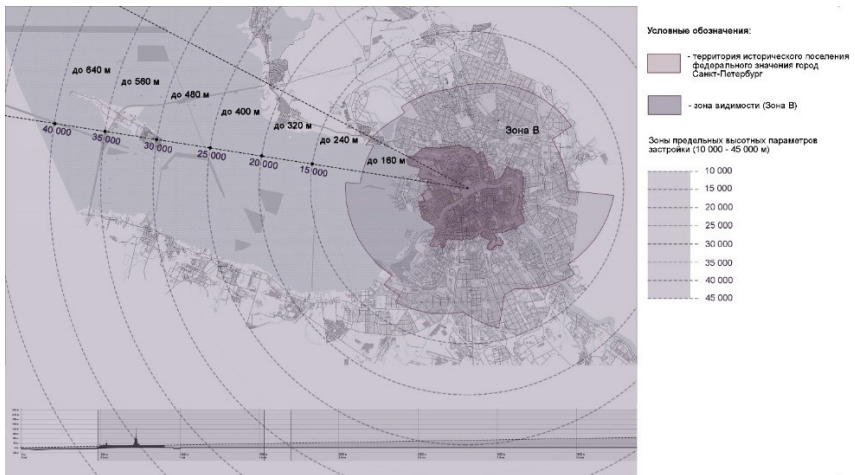 Условные обозначения:
- территория исторического поселения
федерального значения город
Санкт-Петербург
- зона видимости (Зона В)
Зоны предельных высотных параметров
застройки (10 000 - 45 000 м)
10 000
15 000
20 000
25 000
30 000
35 000
40 000
45 000
до 640 м
до 560 м
до 480 м
до 400 м
до 320 м
до 240 м
до 160 м
Зона В
40 000
35 000
30 000
25 000
20 000
15 000